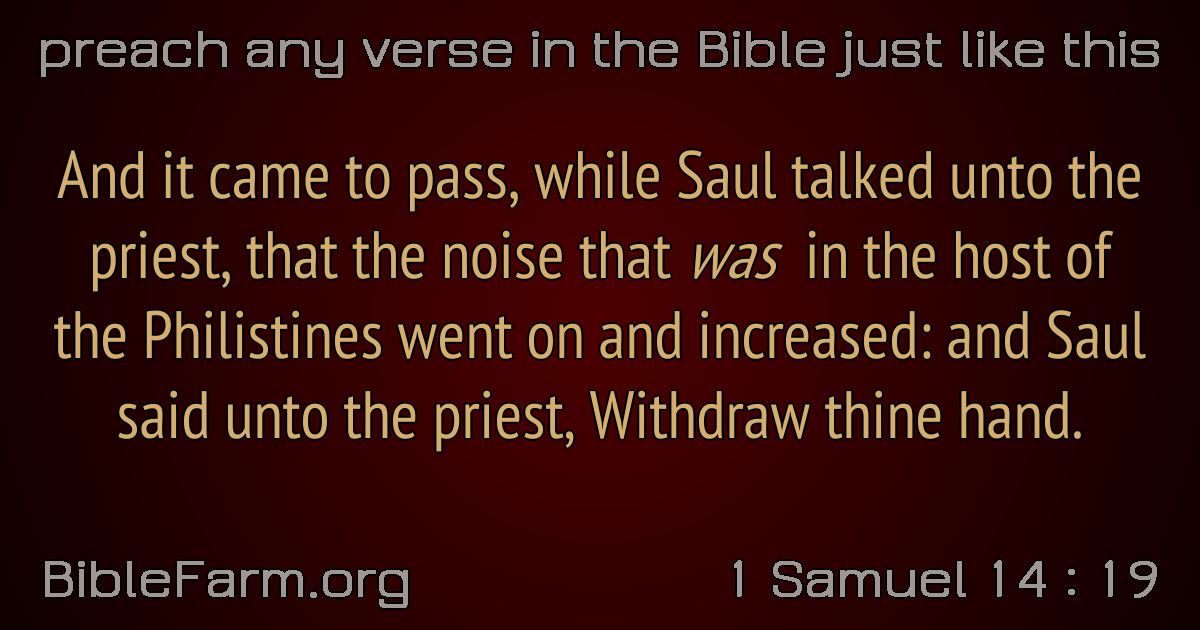 preach any verse in the Bible just like this
And it came to pass, while Saul talked unto the
priest, that the noise that was in the host of
the Philistines went on and increased: and Saul
said unto the priest, Withdraw thine hand.
BibleFarm.org
1 Samuel 14 : 19